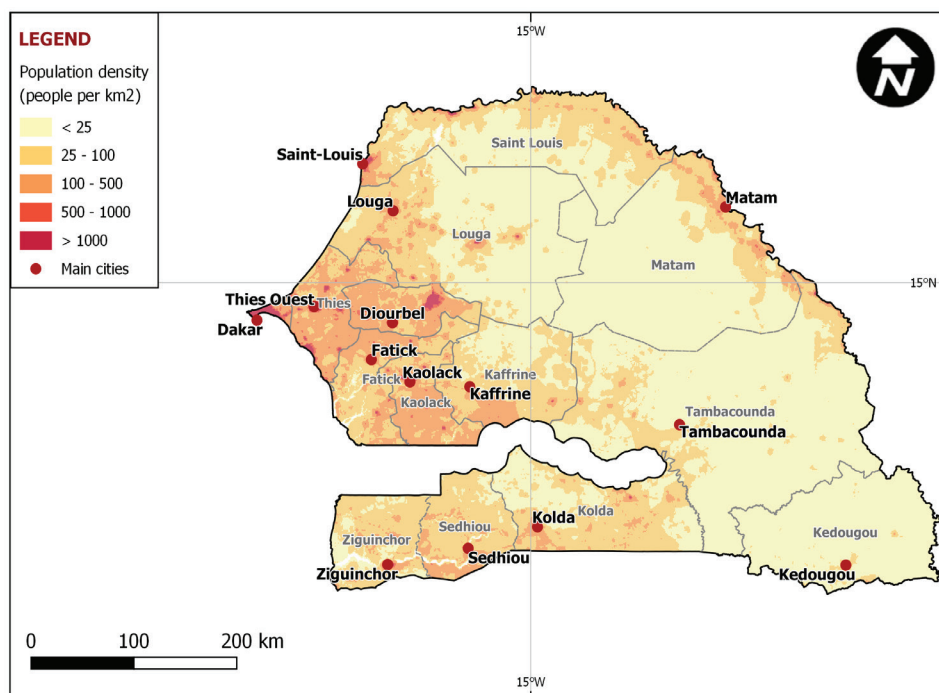 LEGEND
Population density
(people per km2)
< 25
25 - 100
100 - 500
500 - 1000
> 1000
Main cities
15°W
N
Saint Louis
Saint-Louis
Louga
Matam
Louga
Matam
15°N
Thies Ouest
Thies
Diourbel
Dakar
Fatick
Kaolack
Fatick
Kaffrine
Kaffrine
Kaolack
Tambacounda
Tambacounda
Kolda
Kolda
Sedhiou
Ziguinchor
Sedhiou
Kedougou
Ziguinchor
Kedougou
0 100 200 km
15°W